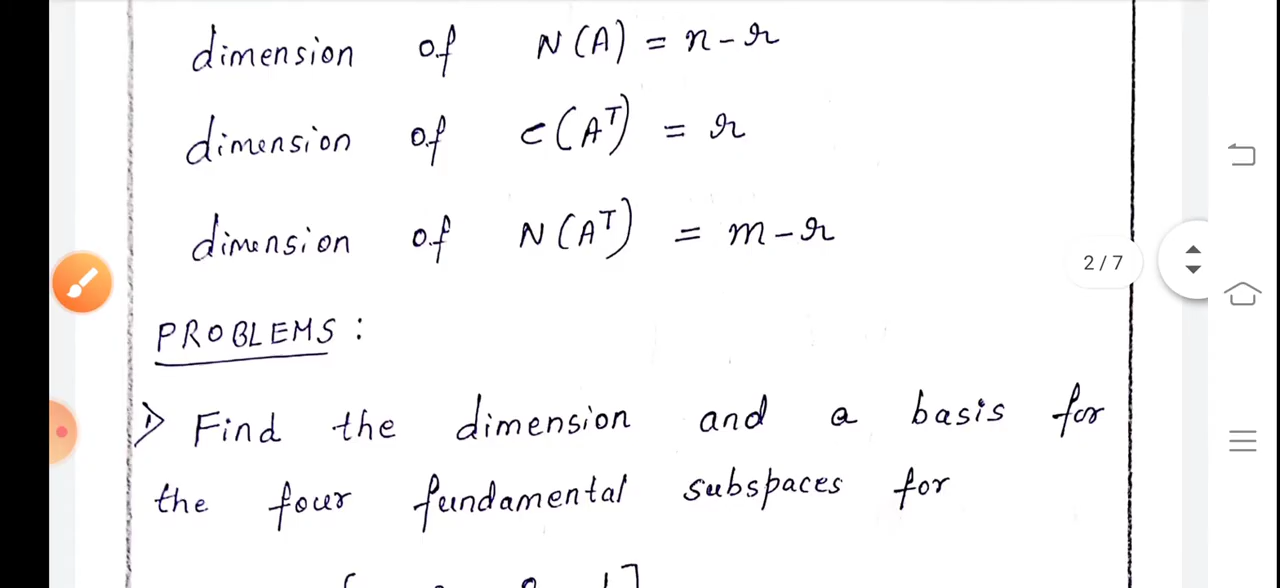 dimension of N(A) = n-r
dimension of C(Aᵀ) = r
dimension of N(Aᵀ) = m-r
2/7
PROBLEMS :
1> Find the dimension and a basis for
the four fundamental subspaces for